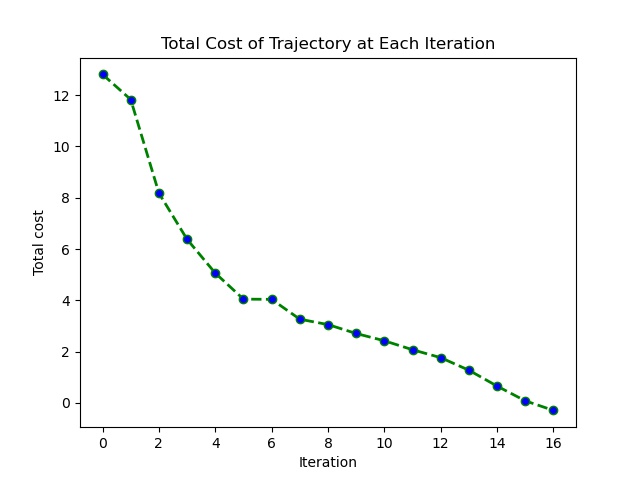 Total Cost of Trajectory at Each Iteration
12
10
8
6
4
2
0
Total cost
0 2 4 6 8 10 12 14 16
Iteration